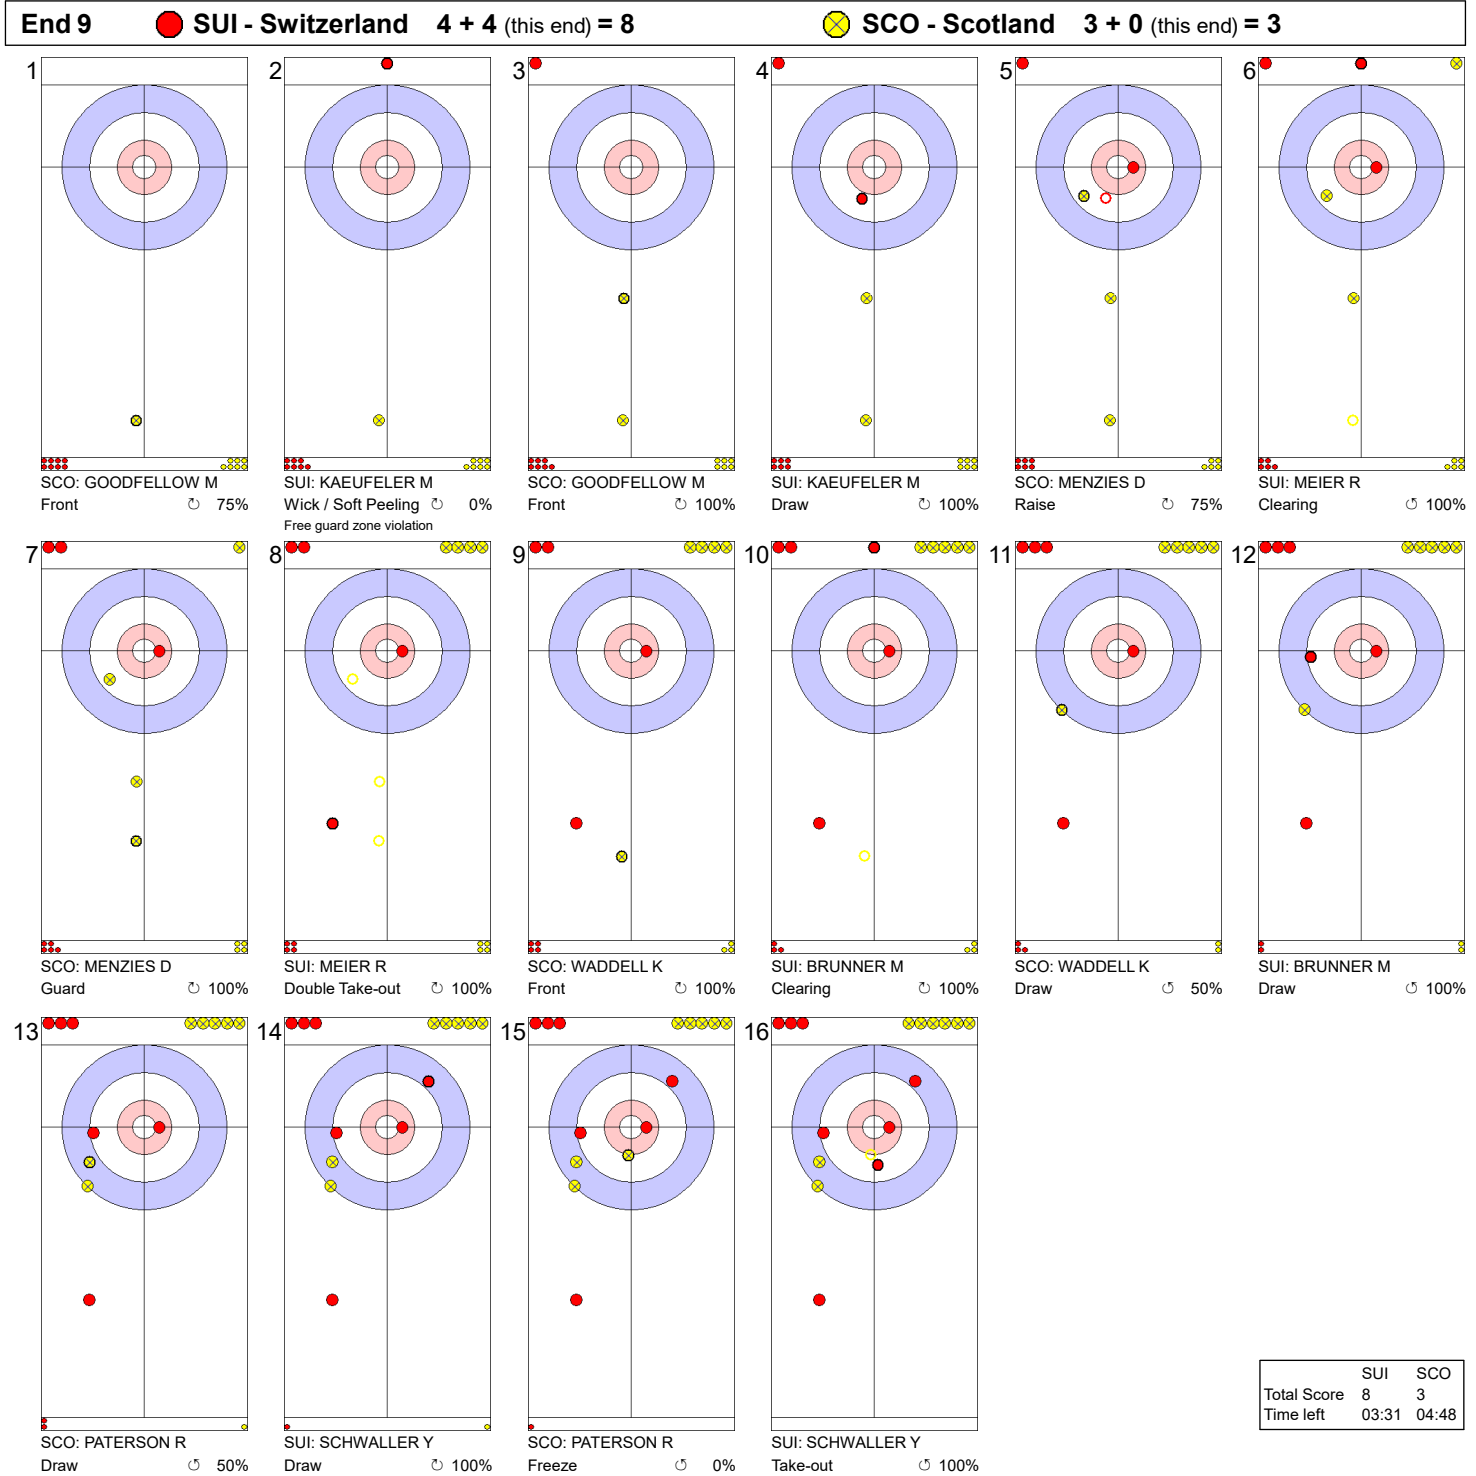 End 9 SUI - Switzerland 4 + 4 (this end) = 8 SCO - Scotland 3 + 0 (this end) = 3
1 2 3 4 5 6
SCO: GOODFELLOW M SUI: KAEUFELER M SCO: GOODFELLOW M SUI: KAEUFELER M SCO: MENZIES D SUI: MEIER R
Front ↻ 75% Wick / Soft Peeling ↻ 0% Front ↻ 100% Draw ↻ 100% Raise ↻ 75% Clearing ↺ 100%
Free guard zone violation
7 8 9 10 11 12
SCO: MENZIES D SUI: MEIER R SCO: WADDELL K SUI: BRUNNER M SCO: WADDELL K SUI: BRUNNER M
Guard ↻ 100% Double Take-out ↻ 100% Front ↻ 100% Clearing ↻ 100% Draw ↺ 50% Draw ↺ 100%
13 14 15 16
SUI SCO
Total Score 8 3
Time left 03:31 04:48
SCO: PATERSON R SUI: SCHWALLER Y SCO: PATERSON R SUI: SCHWALLER Y
Draw ↺ 50% Draw ↺ 100% Freeze ↺ 0% Take-out ↺ 100%